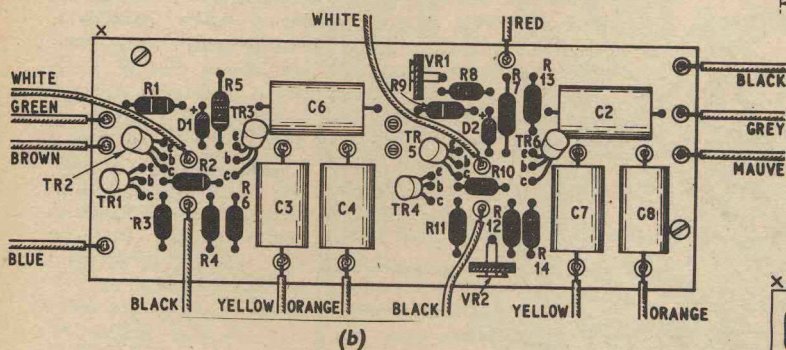 WHITE
RED
X
VR1
R
13
R8
R
7
R5
R9
R1
WHITE
BLACK
C6
C2
GREEN
D1
+
TR3
D2
+
TR6
GREY
BROWN
TR
5
e
b
c
e
b
c
e
b
c
e
b
c
MAUVE
TR2
R2
R10
TR1
e
b
c
TR4
e
b
c
R
6
R3
R4
C3
C4
R11
R
12
R
14
C7
C8
BLUE
VR2
BLACK
YELLOW
ORANGE
BLACK
YELLOW
ORANGE
X
(b)